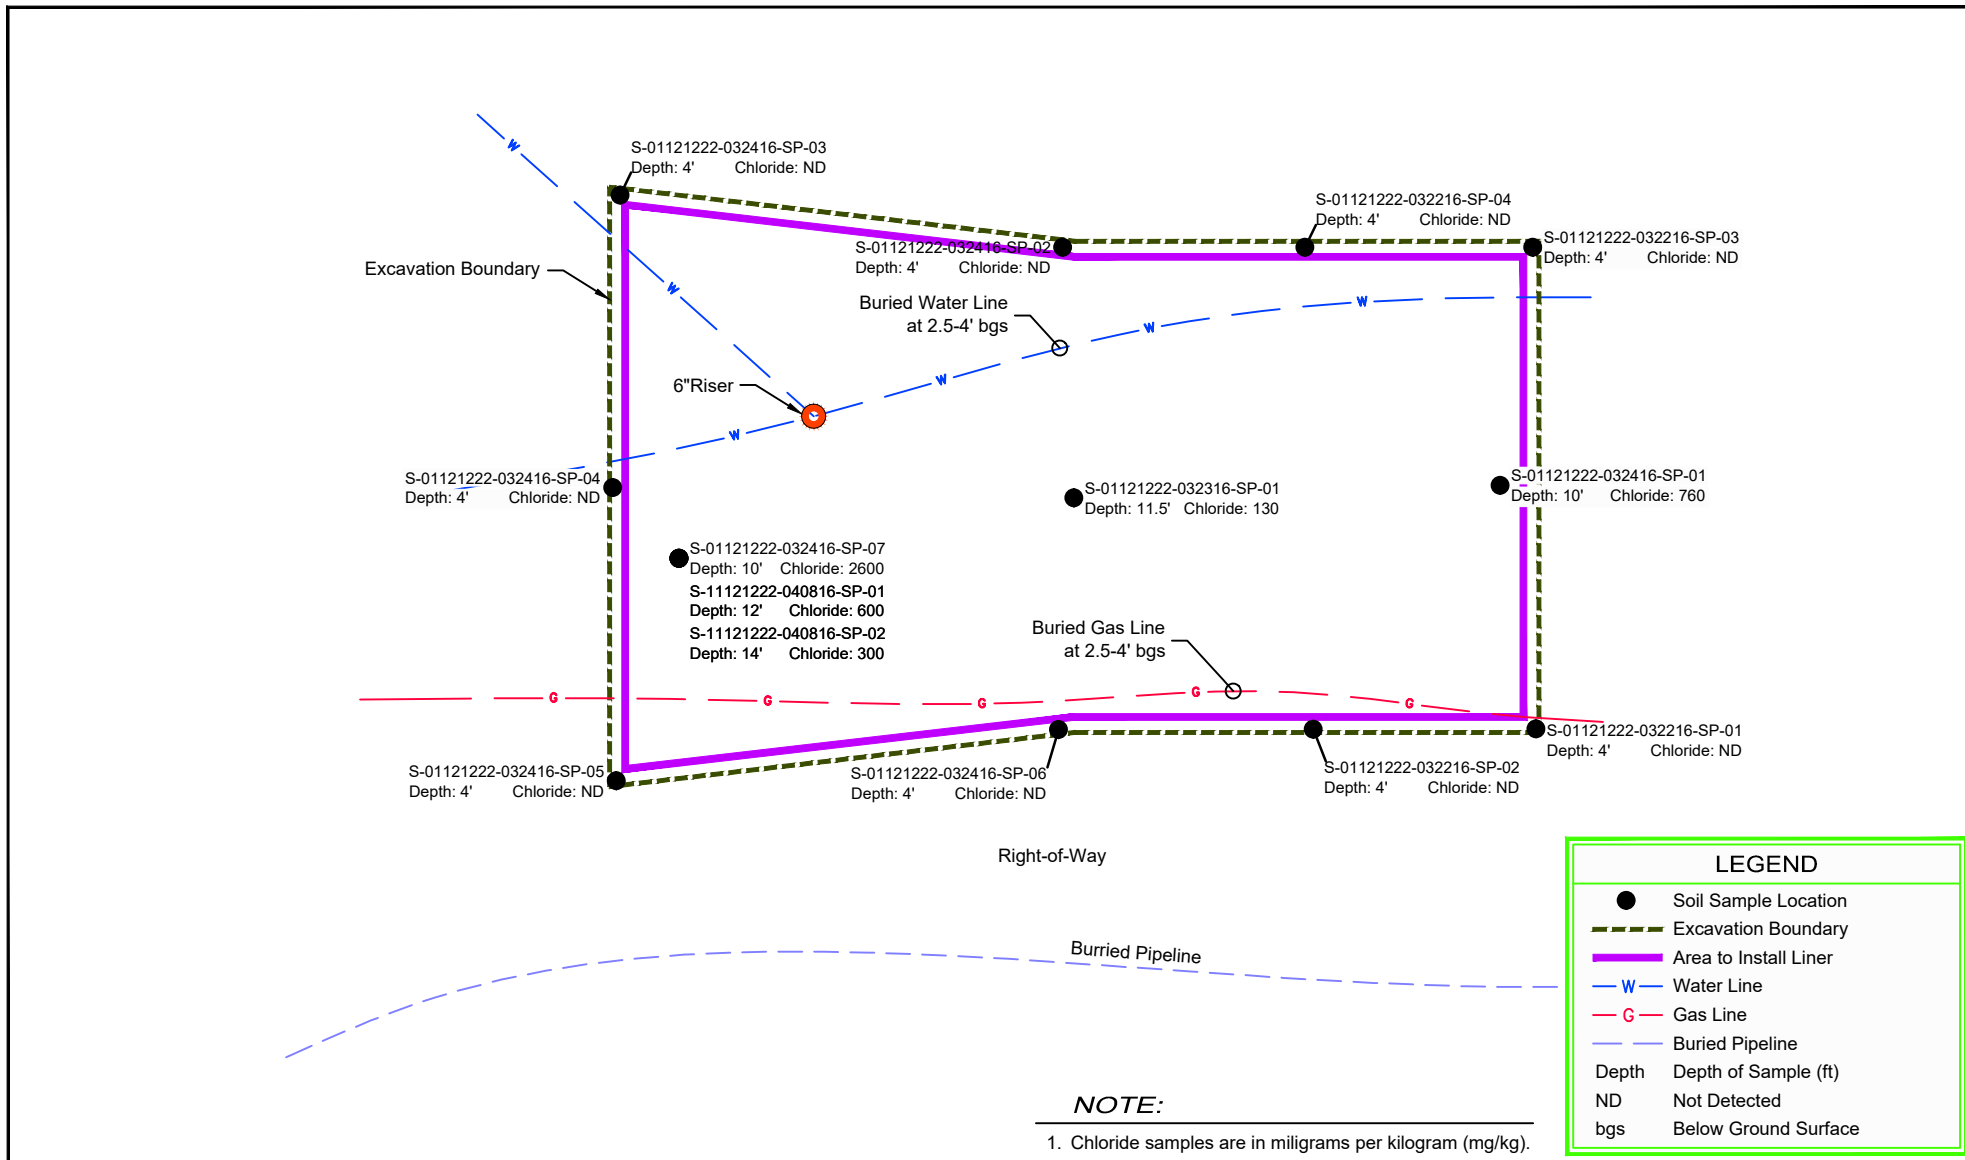 S-01121222-032416-SP-03
Depth: 4' Chloride: ND
S-01121222-032216-SP-04
Depth: 4' Chloride: ND
S-01121222-032416-SP-02
Depth: 4' Chloride: ND
S-01121222-032216-SP-03
Depth: 4' Chloride: ND
Excavation Boundary
Buried Water Line
at 2.5-4' bgs
W
W
W
W
W
W
6"Riser
S-01121222-032416-SP-04
Depth: 4' Chloride: ND
S-01121222-032316-SP-01
Depth: 11.5' Chloride: 130
S-01121222-032416-SP-01
Depth: 10' Chloride: 760
S-01121222-032416-SP-07
Depth: 10' Chloride: 2600
S-11121222-040816-SP-01
Depth: 12' Chloride: 600
S-11121222-040816-SP-02
Depth: 14' Chloride: 300
Buried Gas Line
at 2.5-4' bgs
G
G
G
G
G
S-01121222-032416-SP-05
Depth: 4' Chloride: ND
S-01121222-032416-SP-06
Depth: 4' Chloride: ND
S-01121222-032216-SP-02
Depth: 4' Chloride: ND
S-01121222-032216-SP-01
Depth: 4' Chloride: ND
Right-of-Way
Burried Pipeline
NOTE:
1. Chloride samples are in miligrams per kilogram (mg/kg).
LEGEND
Soil Sample Location
Excavation Boundary
Area to Install Liner
W Water Line
G Gas Line
Buried Pipeline
Depth Depth of Sample (ft)
ND Not Detected
bgs Below Ground Surface